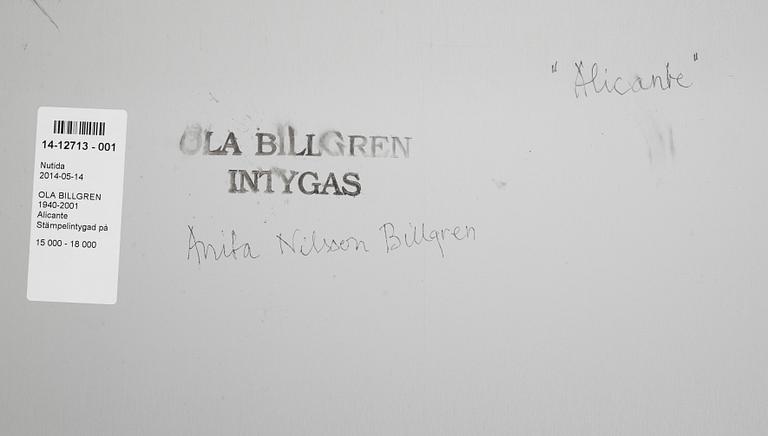 "Alicante"
14-12713 - 001
Nutida
2014-05-14
OLA BILLGREN
1940-2001
Alicante
Stämpelintygad på
15 000 - 18 000
OLA BILLGREN
INTYGAS
Anita Nilsson Billgren